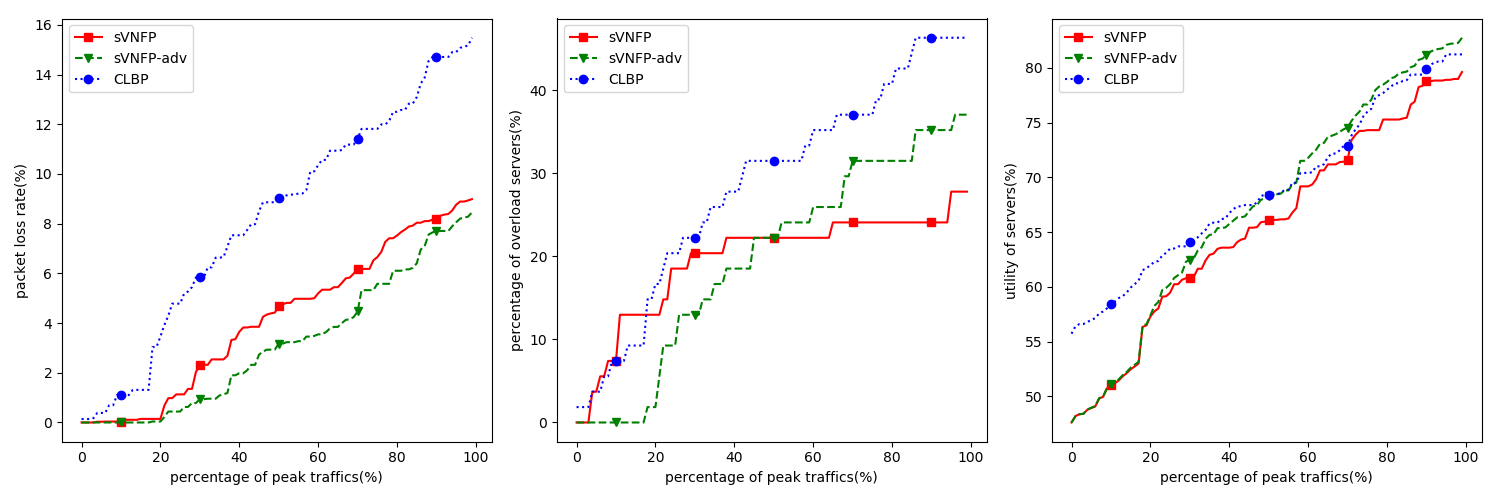 16
14
12
10
8
6
4
2
0
packet loss rate(%)
sVNFP
sVNFP-adv
CLBP
0 20 40 60 80 100
percentage of peak traffics(%)
40
30
20
10
0
percentage of overload servers(%)
sVNFP
sVNFP-adv
CLBP
0 20 40 60 80 100
percentage of peak traffics(%)
80
75
70
65
60
55
50
utiliity of servers(%)
sVNFP
sVNFP-adv
CLBP
0 20 40 60 80 100
percentage of peak traffics(%)